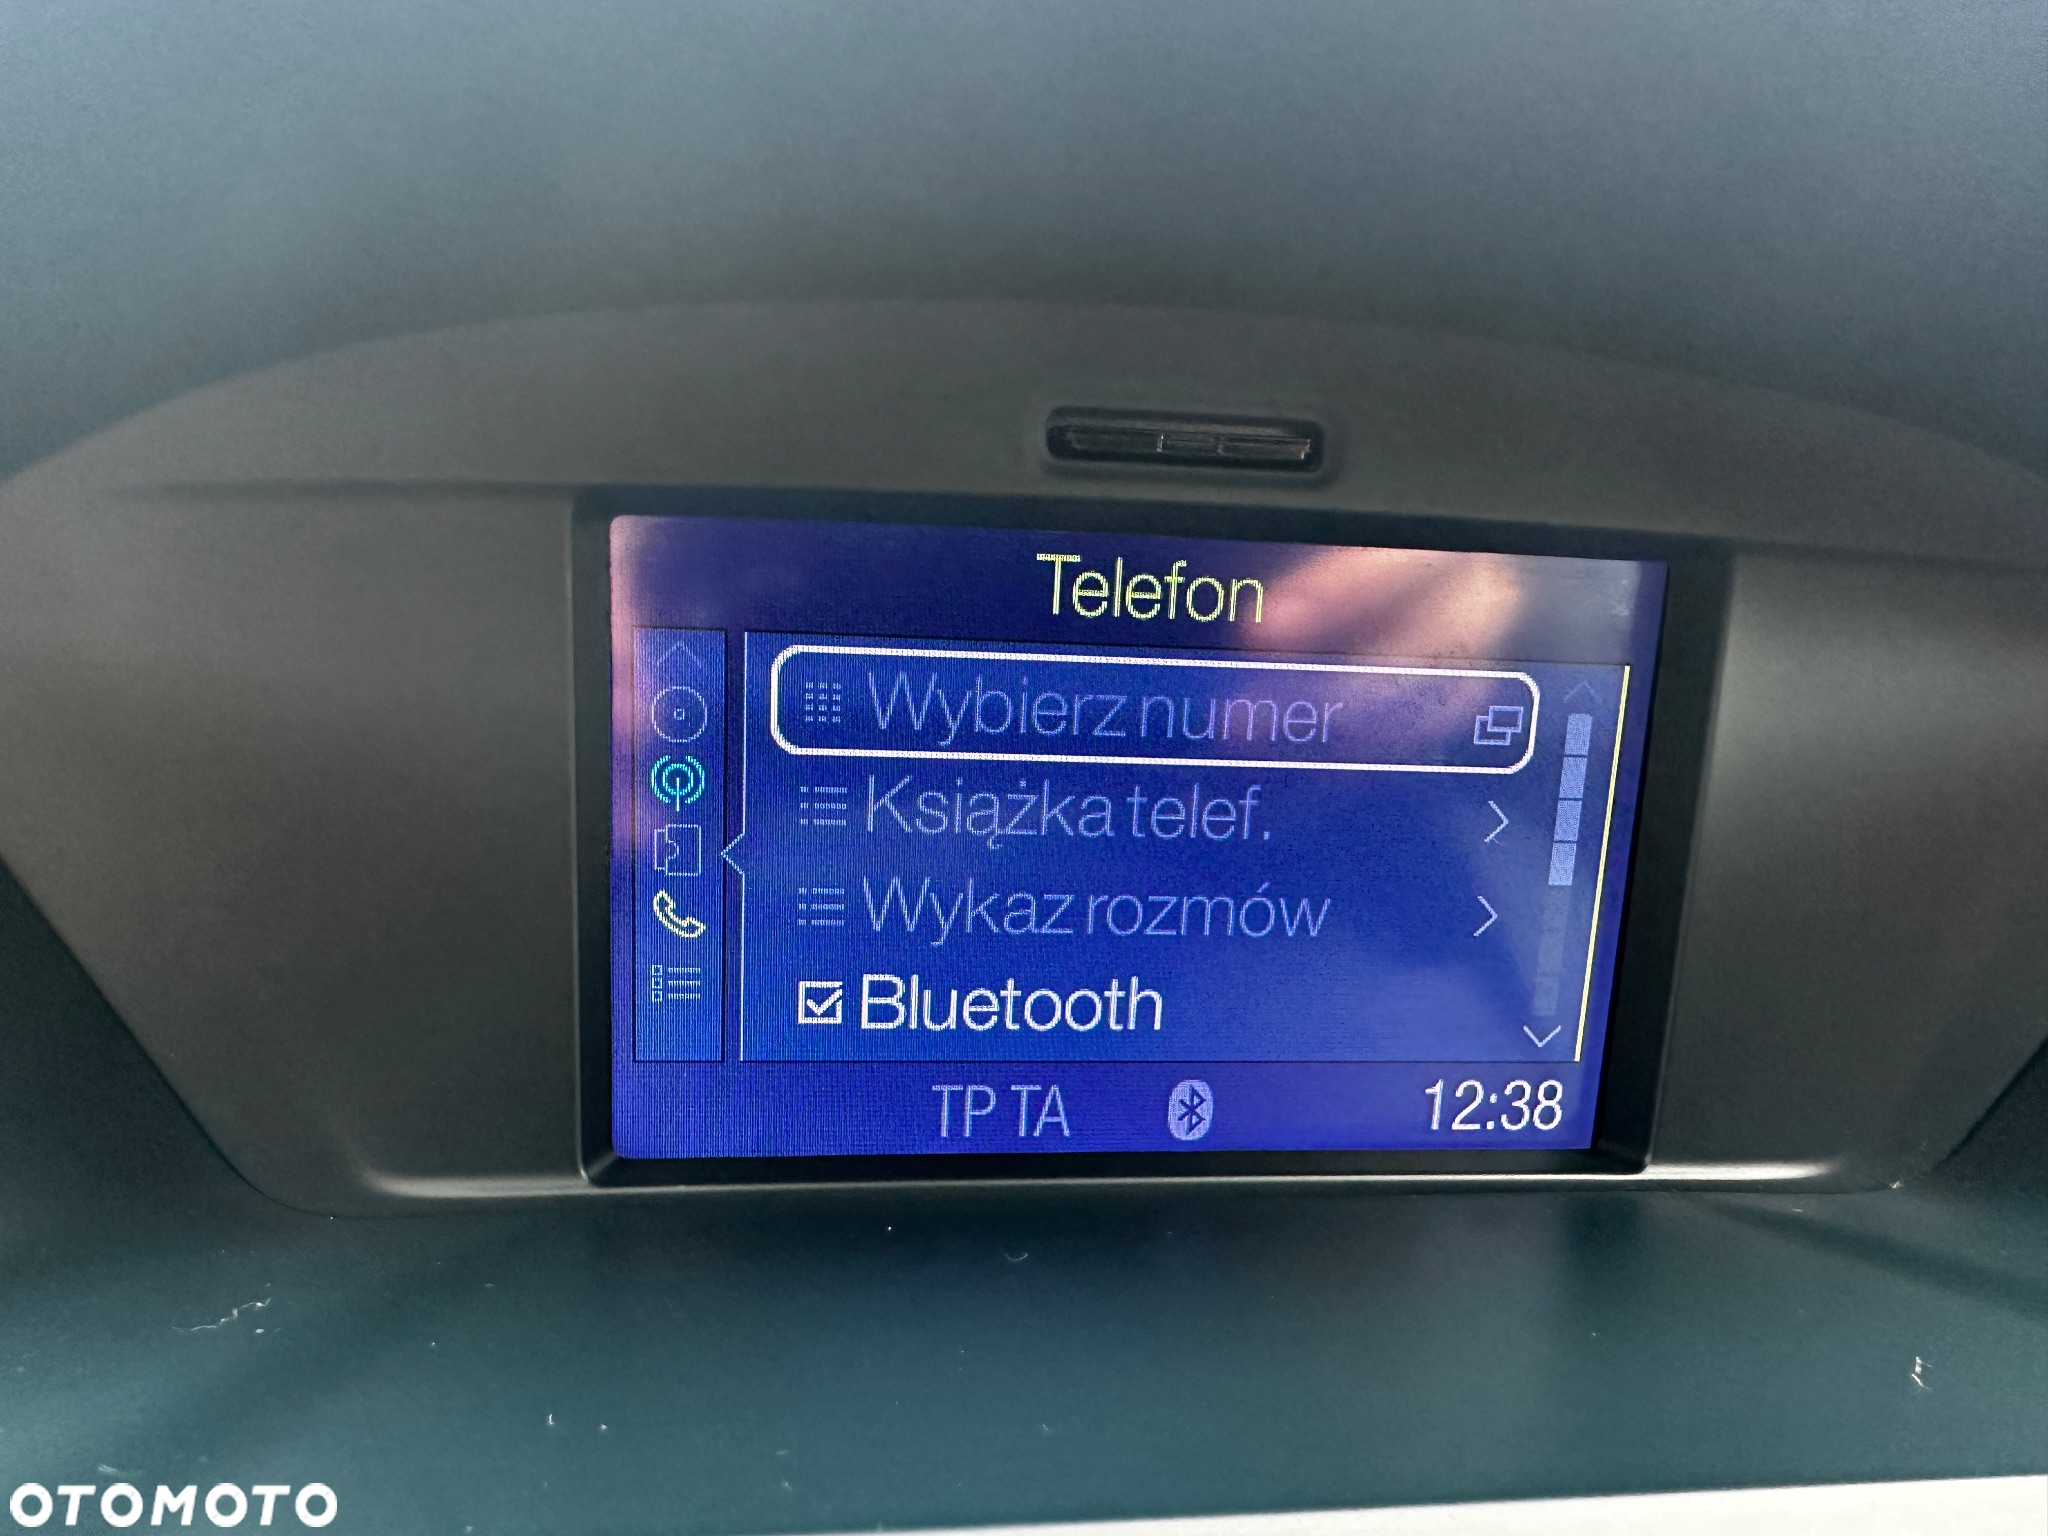 Telefon
Wybierz numer
Książka telef.
Wykaz rozmów
Bluetooth
TP TA 12:38
OTOMOTO